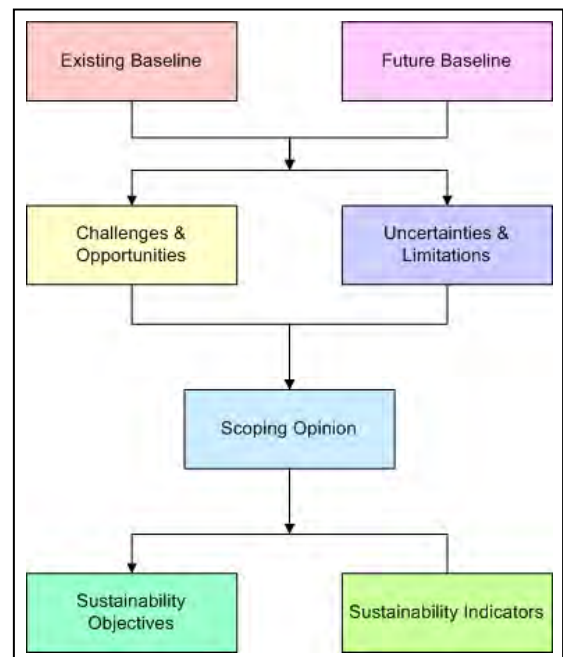 Existing Baseline
Future Baseline
Challenges &
Opportunities
Uncertainties &
Limitations
Scoping Opinion
Sustainability
Objectives
Sustainability Indicators